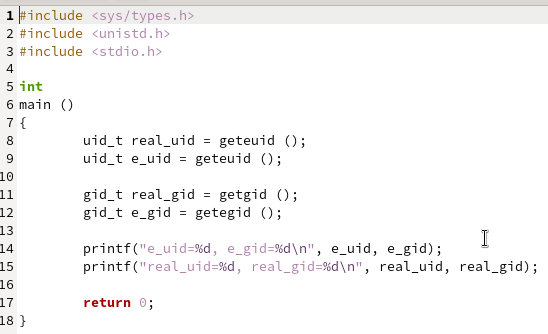 1 #include <sys/types.h>
2 #include <unistd.h>
3 #include <stdio.h>
4
5 int
6 main ()
7 {
8 uid_t real_uid = geteuid ();
9 uid_t e_uid = geteuid ();
10
11 gid_t real_gid = getgid ();
12 gid_t e_gid = getegid ();
13
14 printf("e_uid=%d, e_gid=%d\n", e_uid, e_gid);
15 printf("real_uid=%d, real_gid=%d\n", real_uid, real_gid);
16
17 return 0;
18 }